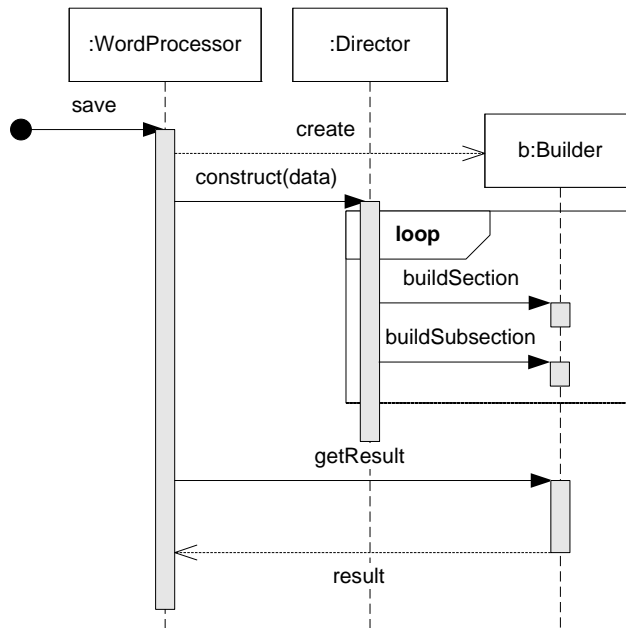 :WordProcessor
:Director
save
create
b:Builder
construct(data)
loop
buildSection
buildSubsection
getResult
result